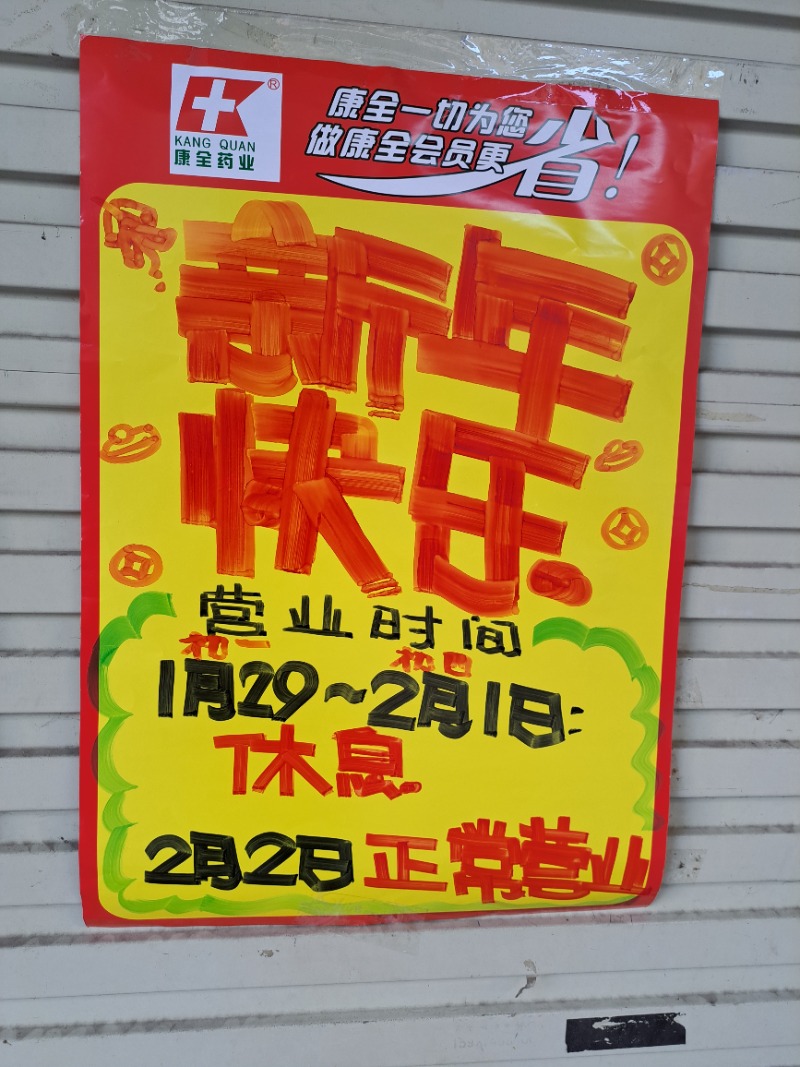 KANG QUAN
康全药业
®
康全一切为您
做康全会员更省！
新年
快乐
营业时间
初一 初四
1月29～2月1日：
休息
2月2日正常营业